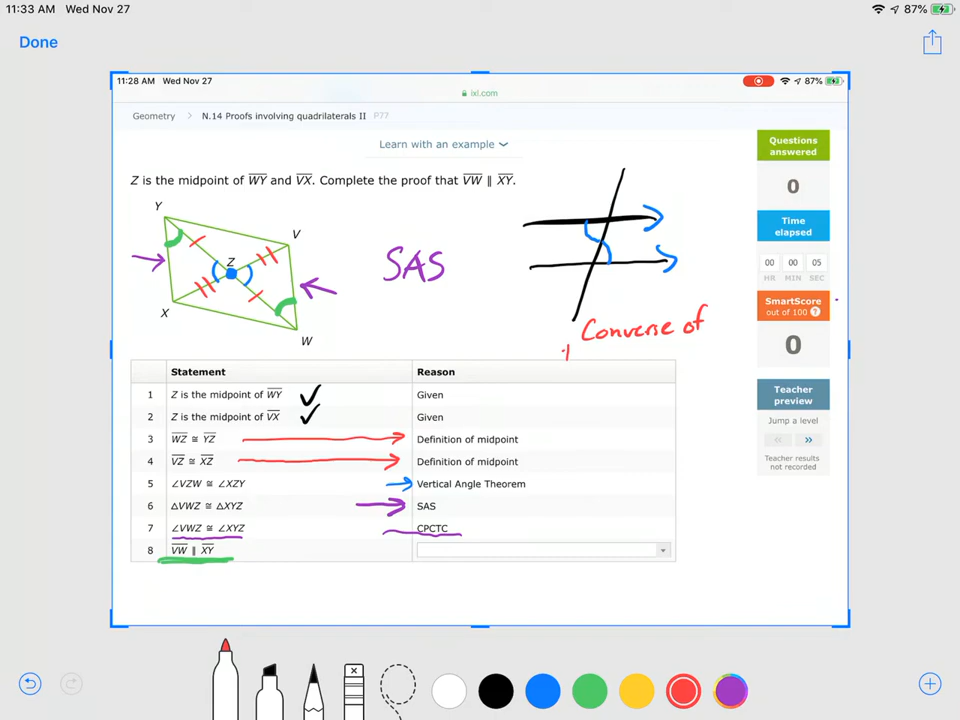 11:33 AM Wed Nov 27
87%
Done
11:28 AM Wed Nov 27
87%
ixl.com
Geometry > N.14 Proofs involving quadrilaterals II P77
Learn with an example
Questions answered
0
Time elapsed
00 00 05
HR MIN SEC
SmartScore
out of 100 ?
0
Teacher preview
Jump a level
Teacher results not recorded
Z is the midpoint of WY and VX. Complete the proof that VW ∥ XY.
Y
V
Z
X
W
SAS
Converse of
Statement Reason
1 Z is the midpoint of WY Given
2 Z is the midpoint of VX Given
3 WZ ≅ YZ Definition of midpoint
4 VZ ≅ XZ Definition of midpoint
5 ∠VZW ≅ ∠XZY Vertical Angle Theorem
6 △VWZ ≅ △XYZ SAS
7 ∠VWZ ≅ ∠XYZ CPCTC
8 VW ∥ XY